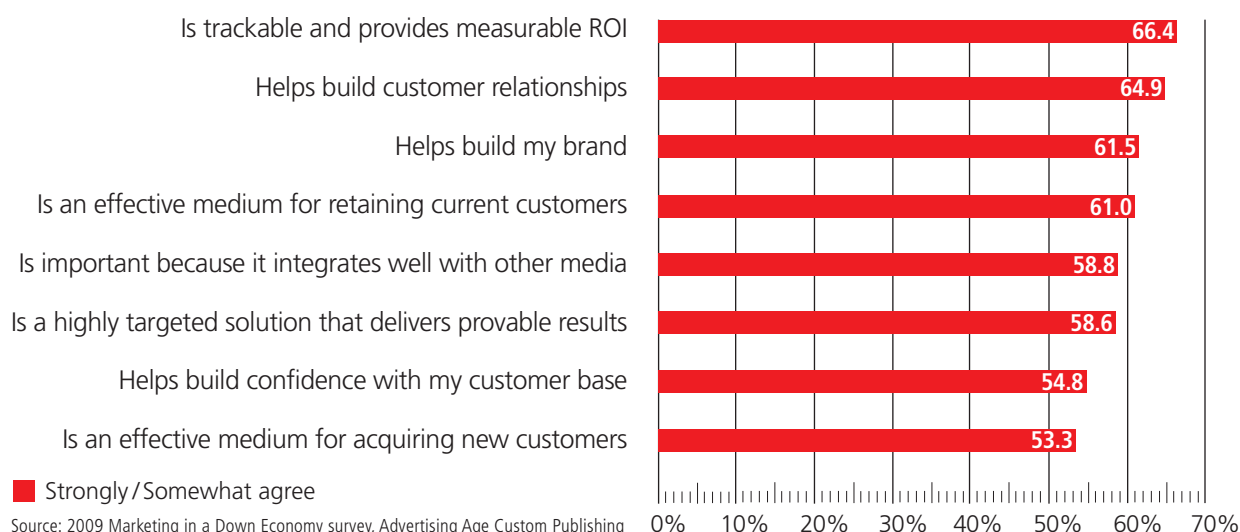 Is trackable and provides measurable ROI 66.4
Helps build customer relationships 64.9
Helps build my brand 61.5
Is an effective medium for retaining current customers 61.0
Is important because it integrates well with other media 58.8
Is a highly targeted solution that delivers provable results 58.6
Helps build confidence with my customer base 54.8
Is an effective medium for acquiring new customers 53.3
Strongly/Somewhat agree
Source: 2009 Marketing in a Down Economy survey, Advertising Age Custom Publishing
0% 10% 20% 30% 40% 50% 60% 70%